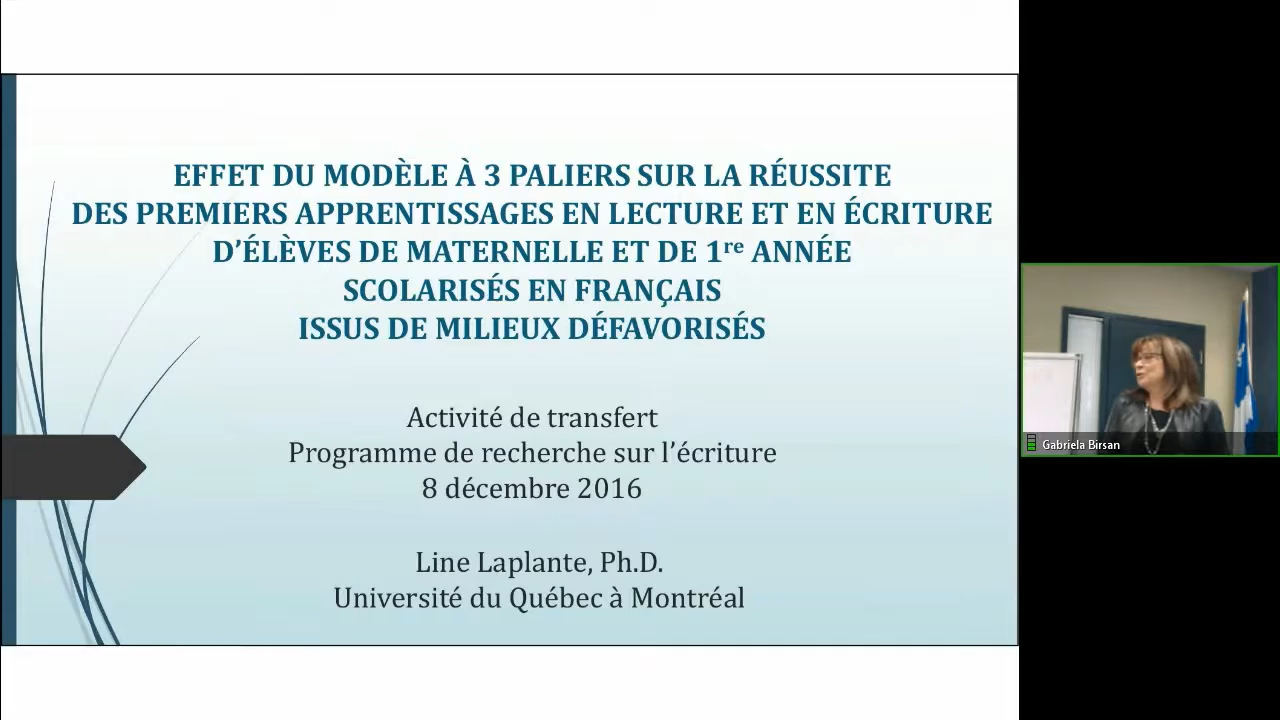 EFFET DU MODÈLE À 3 PALIERS SUR LA RÉUSSITE
DES PREMIERS APPRENTISSAGES EN LECTURE ET EN ÉCRITURE
D’ÉLÈVES DE MATERNELLE ET DE 1re ANNÉE
SCOLARISÉS EN FRANÇAIS
ISSUS DE MILIEUX DÉFAVORISÉS
Activité de transfert
Programme de recherche sur l’écriture
8 décembre 2016
Line Laplante, Ph.D.
Université du Québec à Montréal
Gabriela Birsan